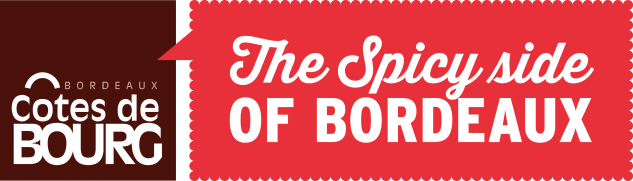 BORDEAUX
Cotes de
BOURG
The Spicy side
OF BORDEAUX